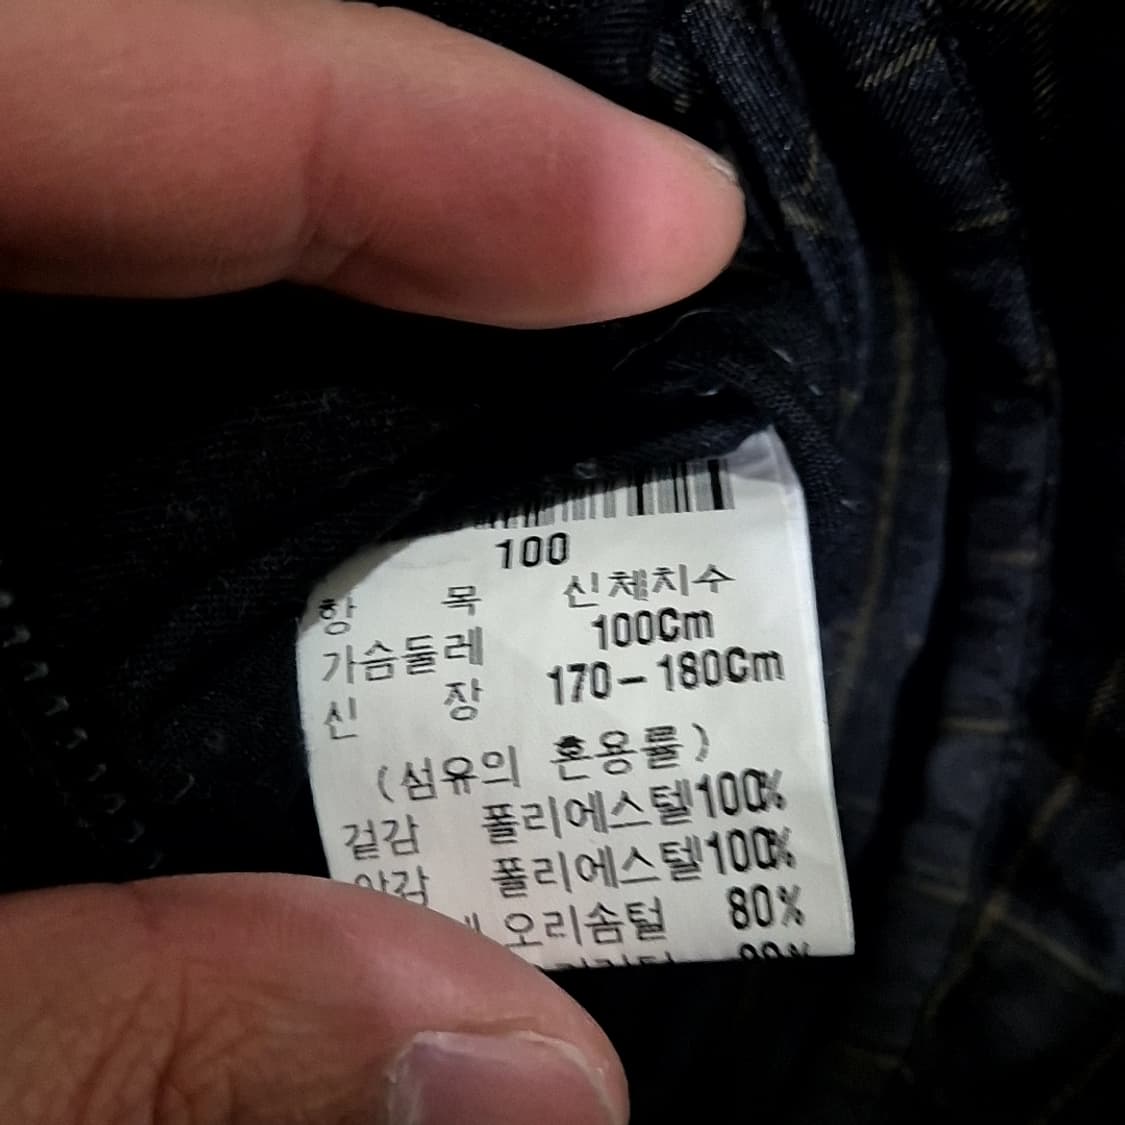 100
항 목 신체치수
가슴둘레 100Cm
신 장 170-180Cm
(섬유의 혼용률)
겉감 폴리에스텔100%
안감 폴리에스텔100%
오리솜털 80%